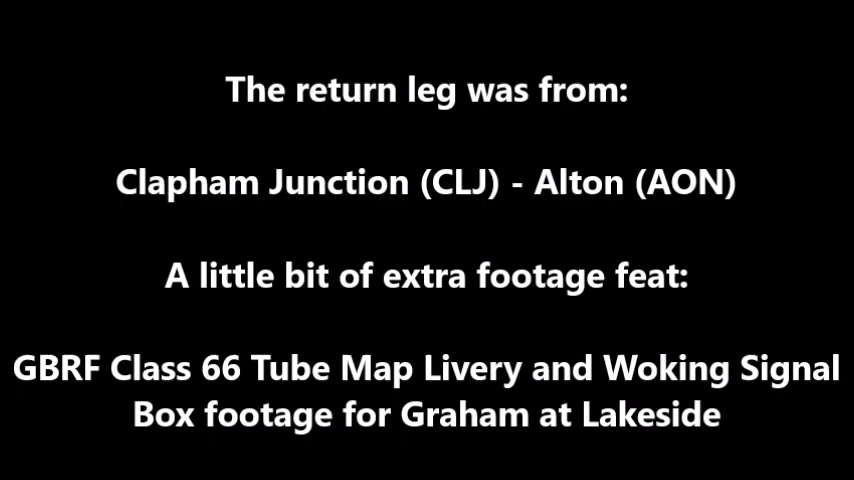 The return leg was from:
Clapham Junction (CLJ) - Alton (AON)
A little bit of extra footage feat:
GBRF Class 66 Tube Map Livery and Woking Signal
Box footage for Graham at Lakeside